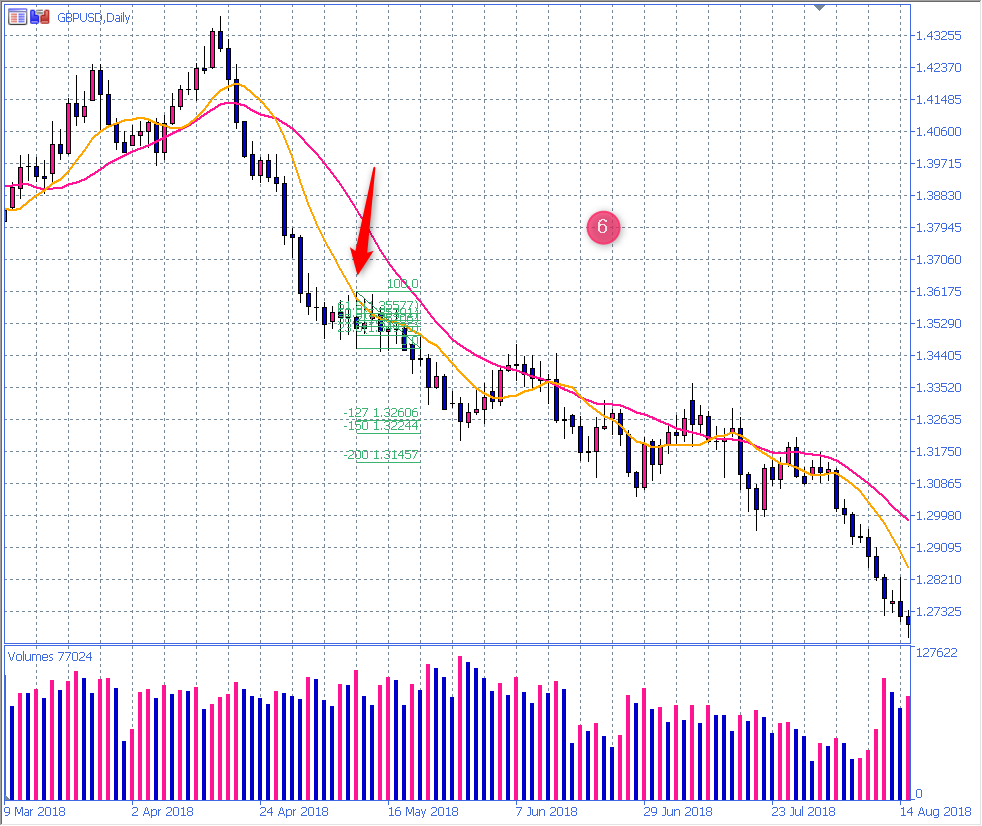 GBPUSD,Daily
1.43255
1.42370
1.41485
1.40600
1.39715
1.38830
1.37945
6
1.37060
100.0
1.36175
1.35290
1.34405
1.33520
-127 1.32606
1.32635
-150 1.32244
-200 1.31457
1.31750
1.30865
1.29980
1.29095
1.28210
1.27325
Volumes 77024
127622
0
9 Mar 2018
2 Apr 2018
24 Apr 2018
16 May 2018
7 Jun 2018
29 Jun 2018
23 Jul 2018
14 Aug 2018